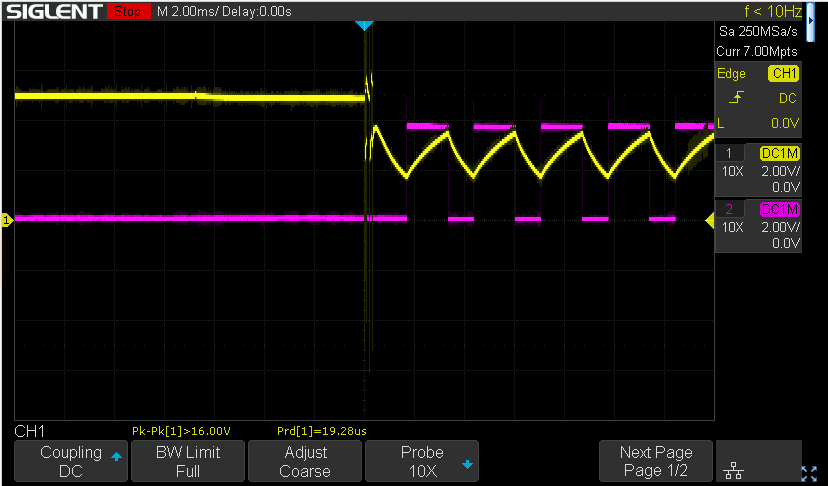 SIGLENT Stop M 2.00ms/ Delay:0.00s f < 10Hz
Sa 250MSa/s
Curr 7.00Mpts
Edge CH1
DC
L 0.0V
1 DC1M
10X 2.00V/
0.0V
2 DC1M
10X 2.00V/
0.0V
1
CH1 Pk-Pk[1]>16.00V Prd[1]=19.28us
Coupling
DC
BW Limit
Full
Adjust
Coarse
Probe
10X
Next Page
Page 1/2